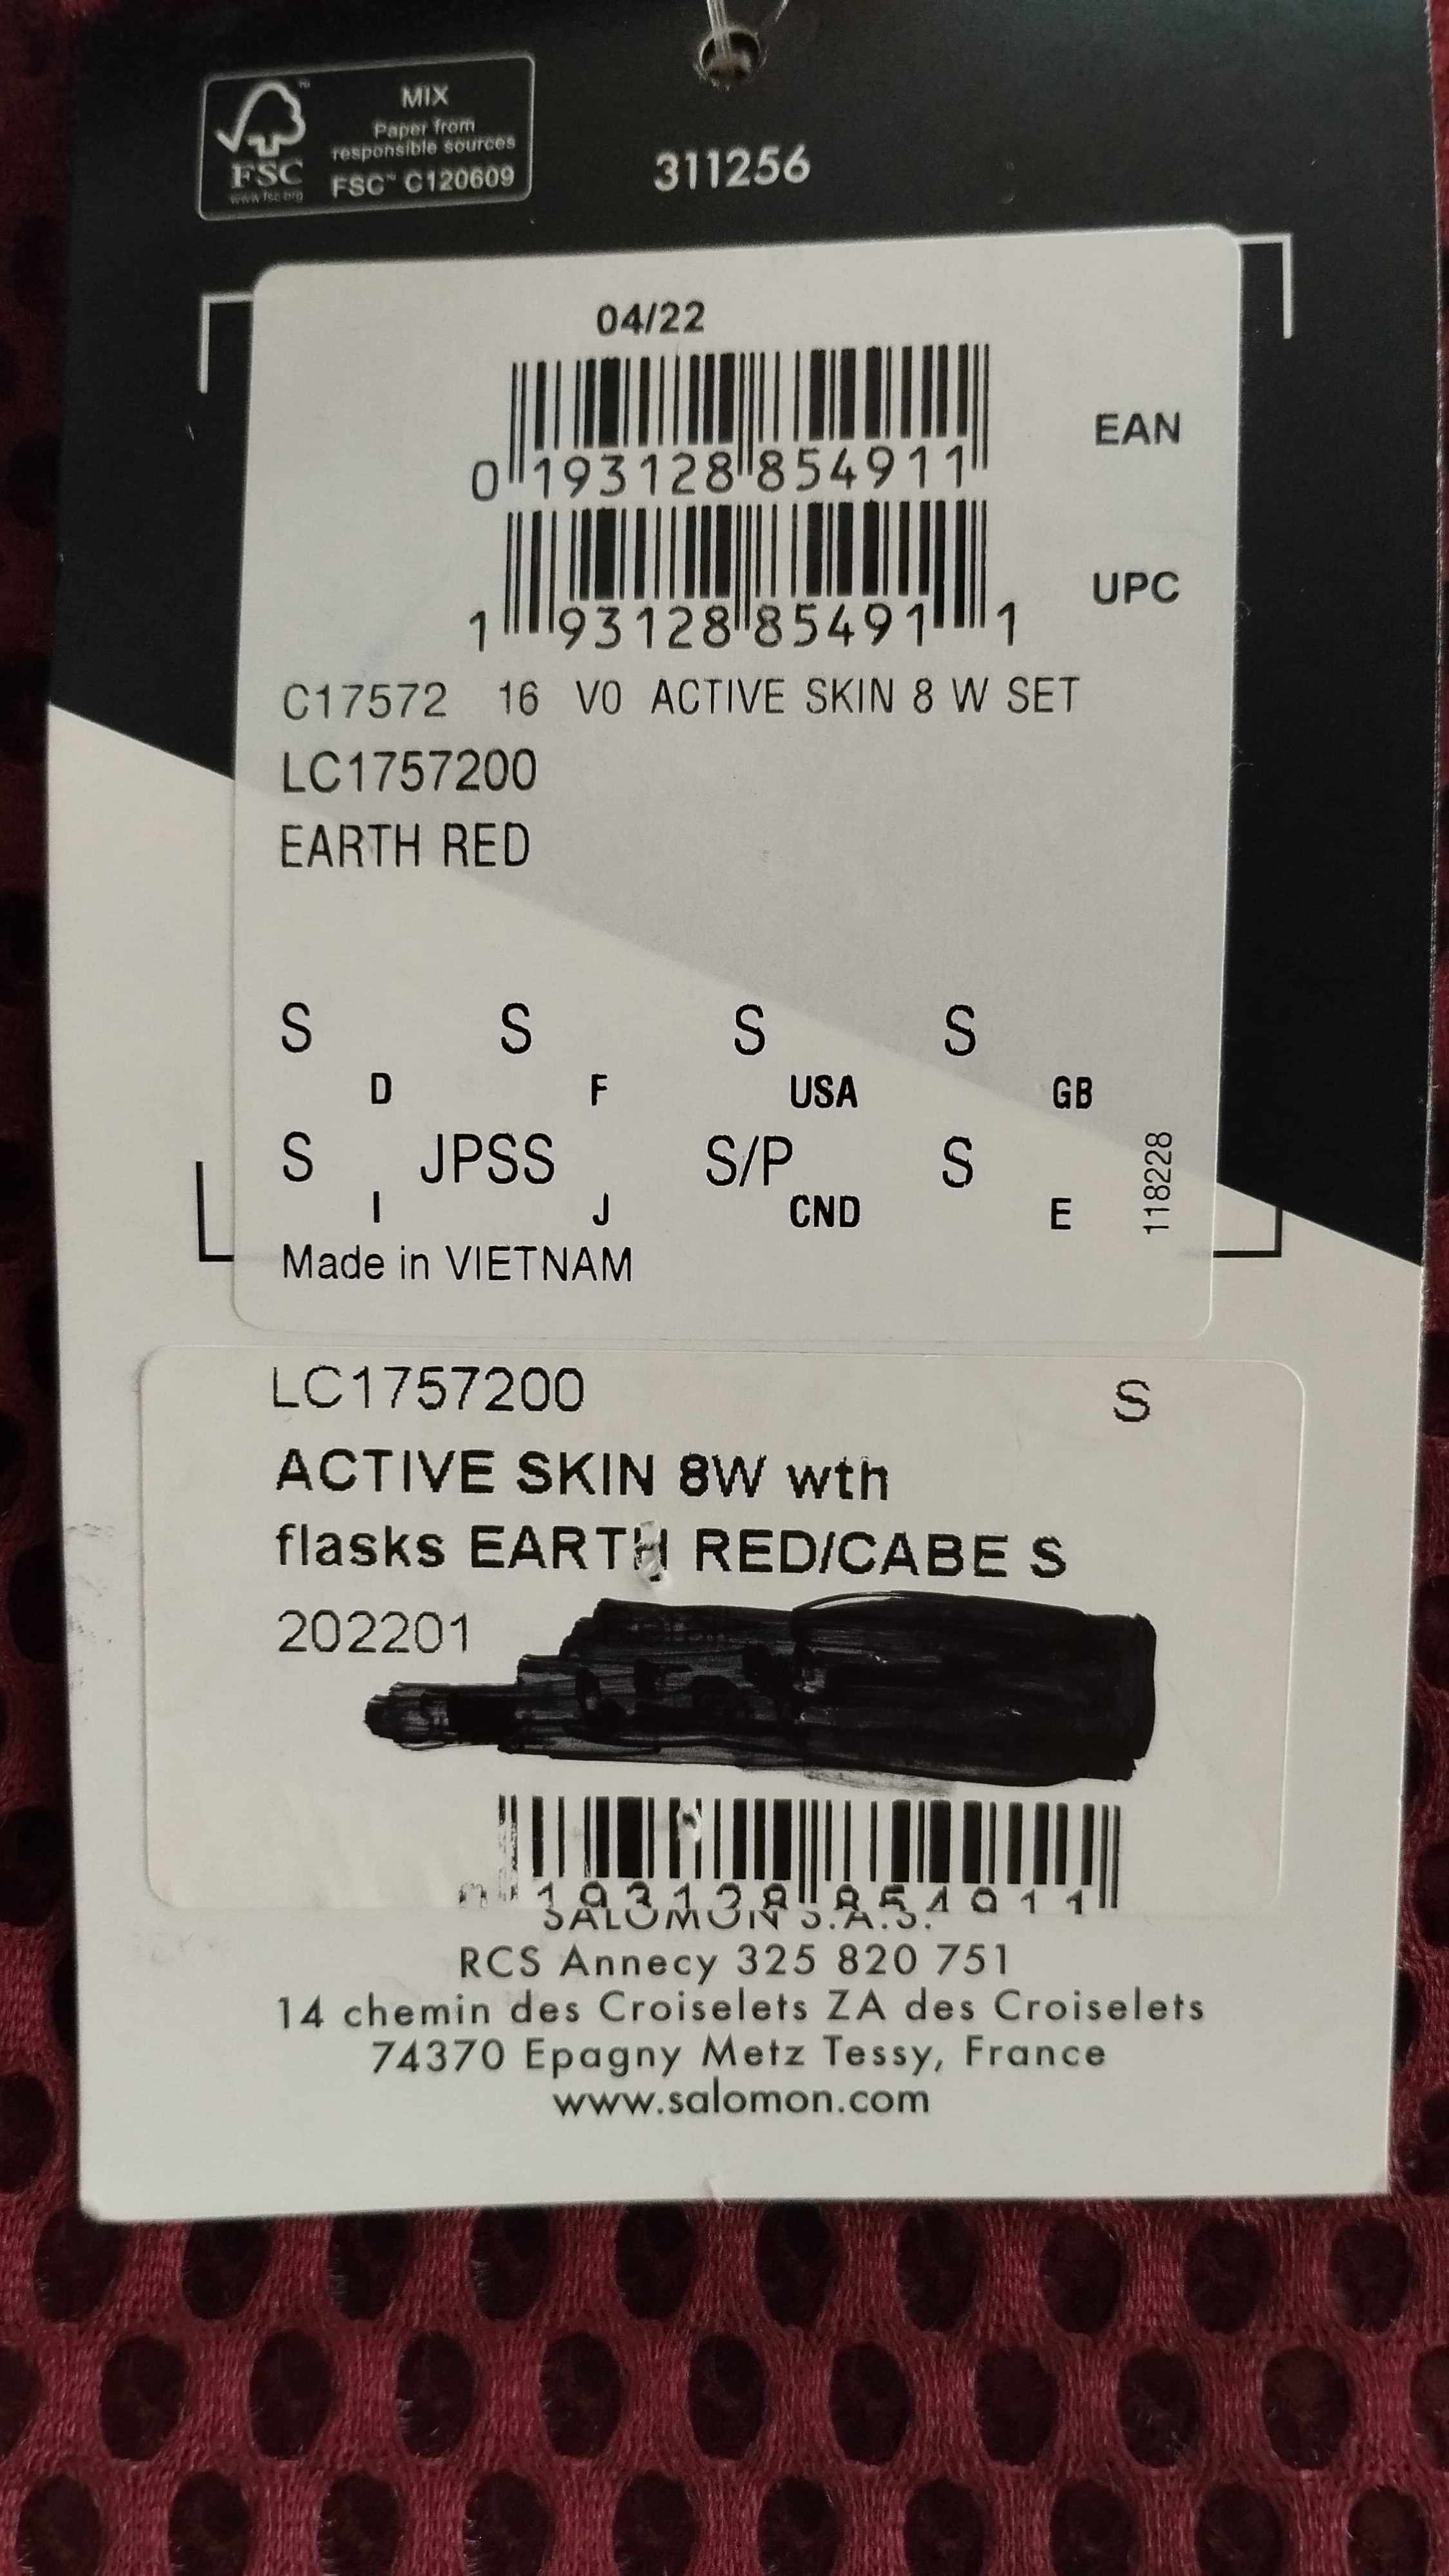 MIX
Paper from
responsible sources
FSC™ C120609
FSC
www.fsc.org
311256
04/22
0 193128 854911
EAN
1 93128 85491 1
UPC
C17572 16 V0 ACTIVE SKIN 8 W SET
LC1757200
EARTH RED
S S S S
D F USA GB
S JPSS S/P S
I J CND E
118228
Made in VIETNAM
LC1757200 S
ACTIVE SKIN 8W wth
flasks EARTH RED/CABE S
202201
0 193128 854911
SALOMON S.A.S.
RCS Annecy 325 820 751
14 chemin des Croiselets ZA des Croiselets
74370 Epagny Metz Tessy, France
www.salomon.com